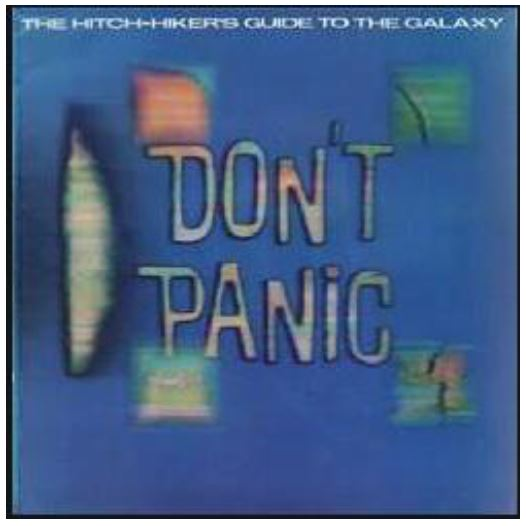 THE HITCH-HIKER'S GUIDE TO THE GALAXY
DON'T
PANiC